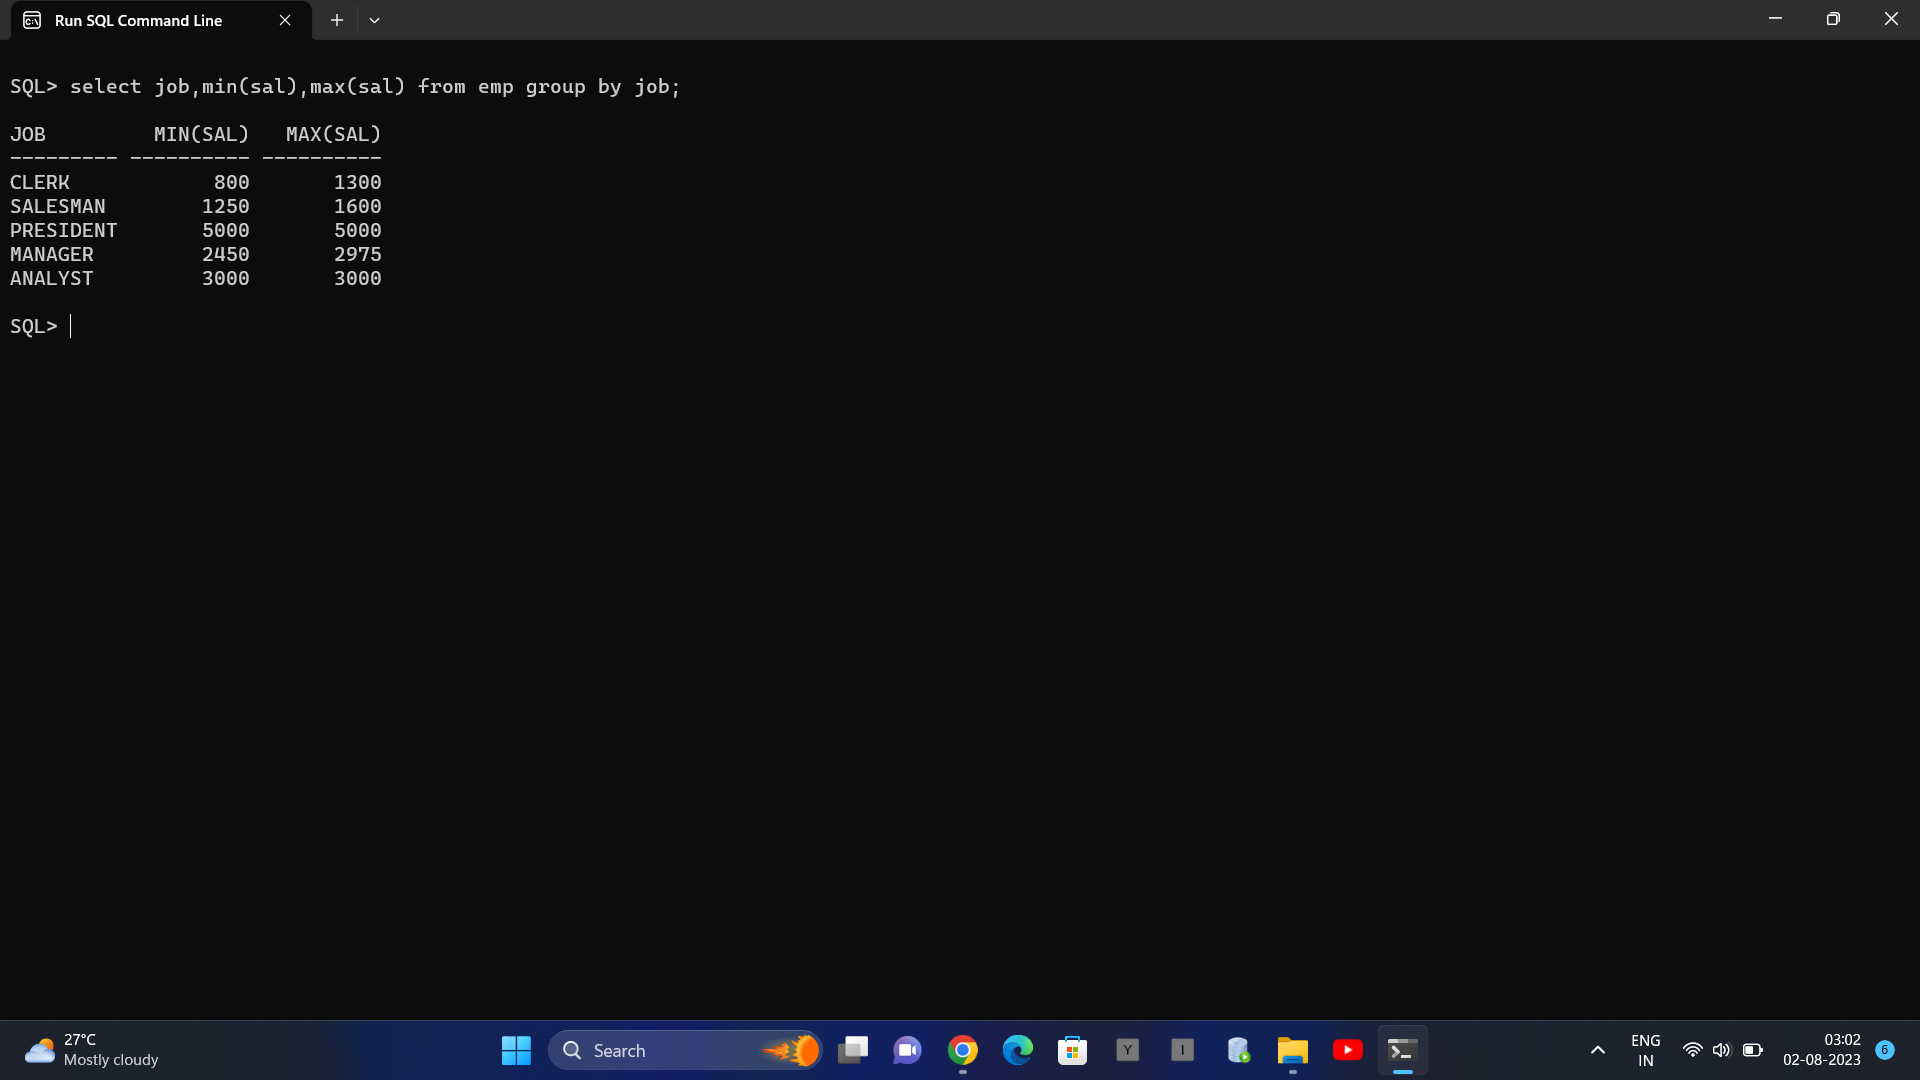 Run SQL Command Line
SQL> select job,min(sal),max(sal) from emp group by job;
JOB MIN(SAL) MAX(SAL)
--------- ---------- ----------
CLERK 800 1300
SALESMAN 1250 1600
PRESIDENT 5000 5000
MANAGER 2450 2975
ANALYST 3000 3000
SQL>
27°C
Mostly cloudy
Search
Y
I
ENG
IN
03:02
02-08-2023
6